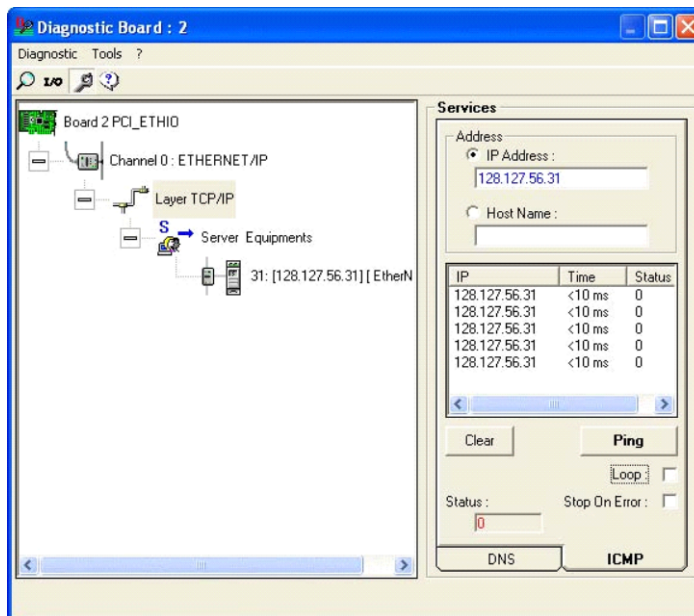 Diagnostic Board : 2
Diagnostic Tools ?
I/O
Board 2 PCI_ETHIO
Channel 0 : ETHERNET/IP
Layer TCP/IP
S
Server Equipments
31: [128.127.56.31] [ EtherN
Services
Address
IP Address :
128.127.56.31
Host Name :
IP Time Status
128.127.56.31 <10 ms 0
128.127.56.31 <10 ms 0
128.127.56.31 <10 ms 0
128.127.56.31 <10 ms 0
128.127.56.31 <10 ms 0
Clear Ping
Loop :
Status : Stop On Error :
0
DNS ICMP